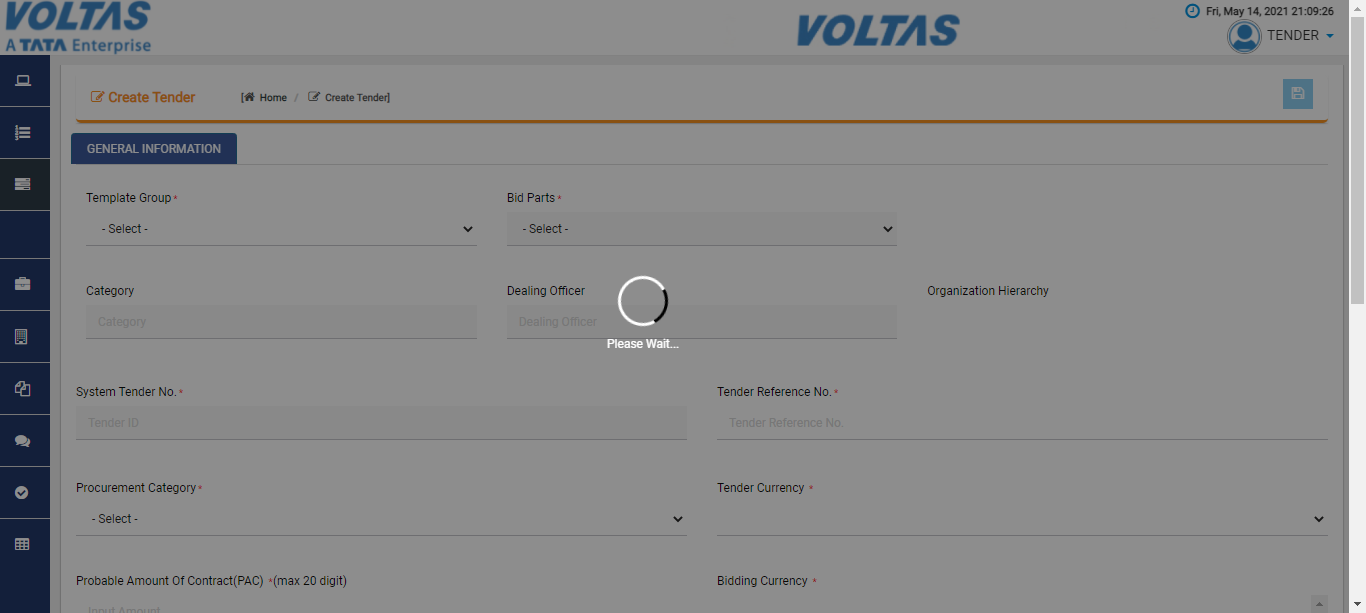 VOLTAS
A TATA Enterprise
VOLTAS
Fri, May 14, 2021 21:09:26
TENDER
Create Tender
[ Home / Create Tender]
GENERAL INFORMATION
Template Group *
Bid Parts *
- Select -
- Select -
Category
Dealing Officer
Organization Hierarchy
Category
Dealing Officer
Please Wait...
System Tender No. *
Tender Reference No. *
Tender ID
Tender Reference No.
Procurement Category *
Tender Currency *
- Select -
Probable Amount Of Contract(PAC) *(max 20 digit)
Bidding Currency *
Input Amount